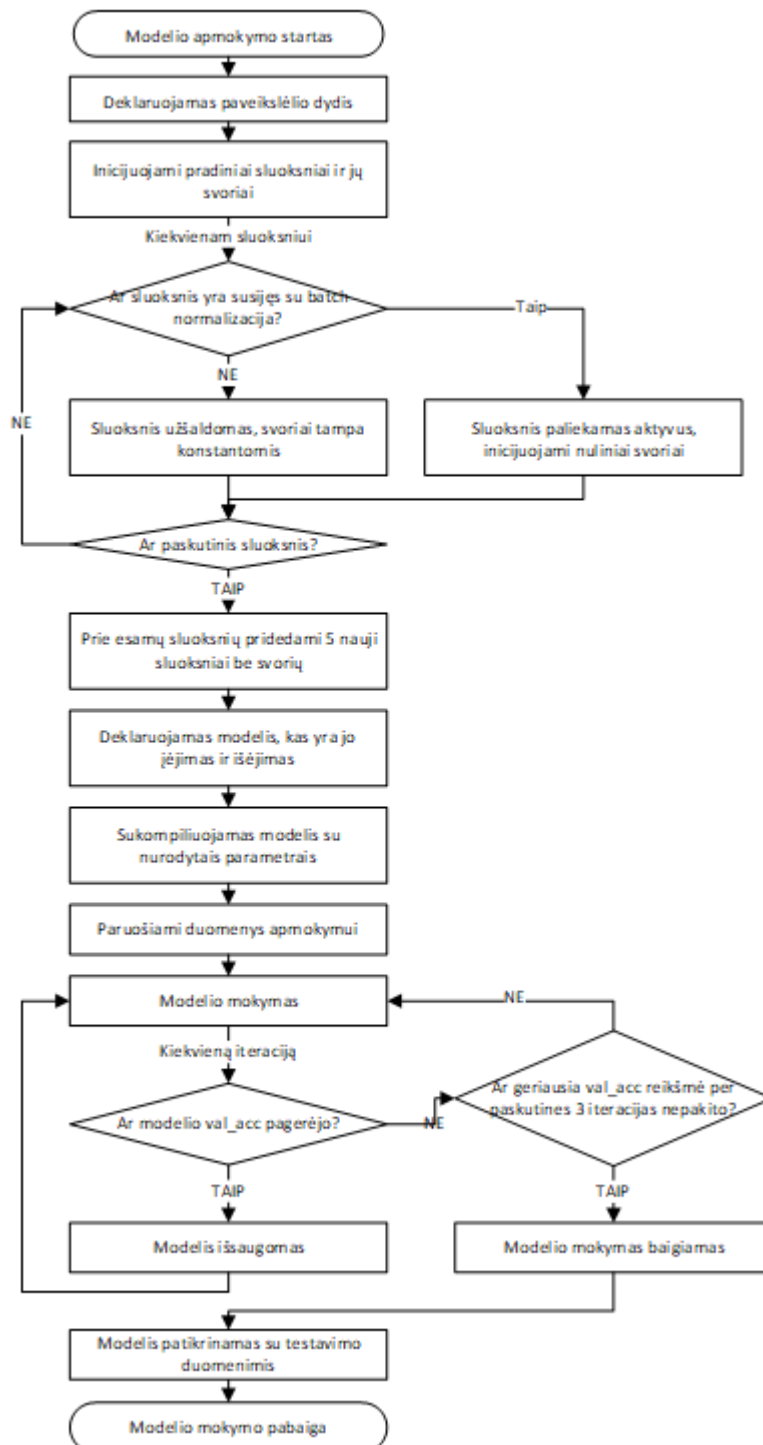 Modelio apmokymo startas
Deklaruojamas paveikslėlio dydis
Inicijuojami pradiniai sluoksniai ir jų
svoriai
Kiekvienam sluoksniui
Ar sluoksnis yra susijęs su batch
normalizacija?
Taip
NE
NE
Sluoksnis užšaldomas, svoriai tampa
konstantomis
Sluoksnis paliekamas aktyvus,
inicijuojami nuliniai svoriai
Ar paskutinis sluoksnis?
TAIP
Prie esamų sluoksnių pridedami 5 nauji
sluoksniai be svorių
Deklaruojamas modelis, kas yra jo
įėjimas ir išėjimas
Sukompiliuojamas modelis su
nurodytais parametrais
Paruošiami duomenys apmokymui
Modelio mokymas
NE
Kiekvieną iteraciją
Ar modelio val_acc pagerėjo?
NE
Ar geriausia val_acc reikšmė per
paskutines 3 iteracijas nepakito?
TAIP
TAIP
Modelis išsaugomas
Modelio mokymas baigiamas
Modelis patikrinamas su testavimo
duomenimis
Modelio mokymo pabaiga